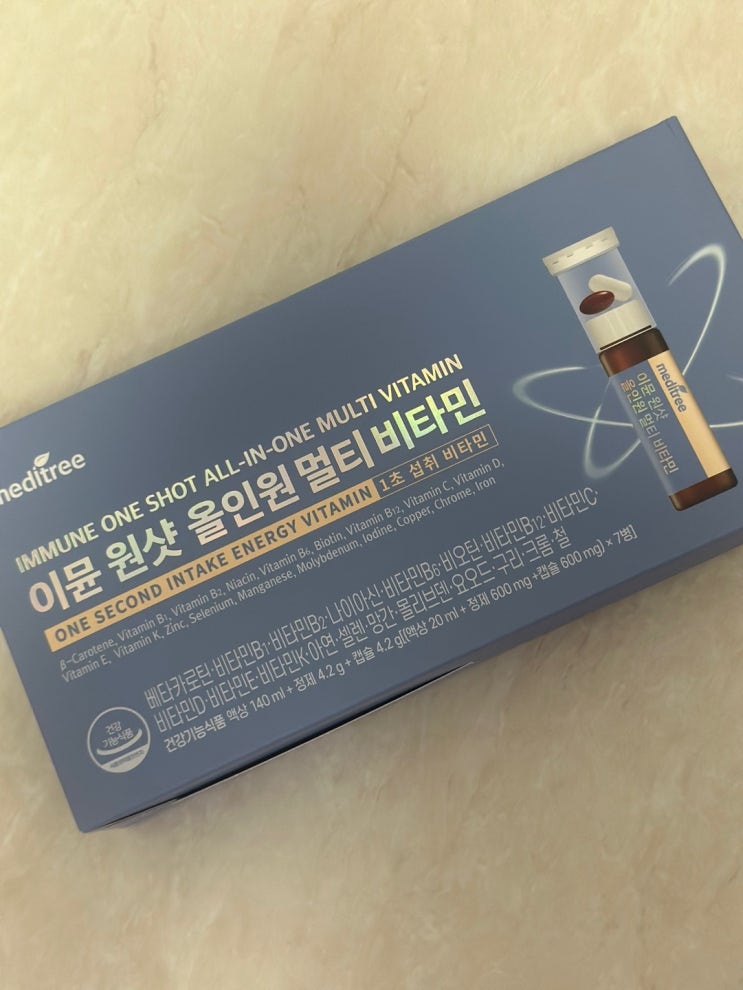 meditree
IMMUNE ONE SHOT ALL-IN-ONE MULTI VITAMIN
이뮨 원샷 올인원 멀티 비타민
ONE SECOND INTAKE ENERGY VITAMIN 1초 섭취 비타민
β-Carotene, Vitamin B1, Vitamin B2, Niacin, Vitamin B6, Biotin, Vitamin B12, Vitamin C, Vitamin D,
Vitamin E, Vitamin K, Zinc, Selenium, Manganese, Molybdenum, Iodine, Copper, Chrome, Iron
베타카로틴·비타민B1·비타민B2·나이아신·비타민B6·비오틴·비타민B12·비타민C·
비타민D·비타민E·비타민K·아연·셀렌·망간·몰리브덴·요오드·구리·크롬·철
건강기능식품 액상 140 ml + 정제 4.2 g + 캡슐 4.2 g[(액상 20 ml + 정제 600 mg +캡슐 600 mg) × 7병]
건강
기능식품
meditree
이뮨 원샷
올인원 멀티 비타민